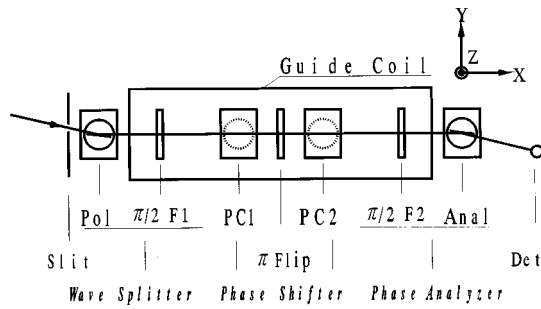 Y
Z
X
Guide Coil
Pol π/2 F1 PC1 PC2 π/2 F2 Anal
Slit π Flip Det
Wave Splitter Phase Shifter Phase Analyzer